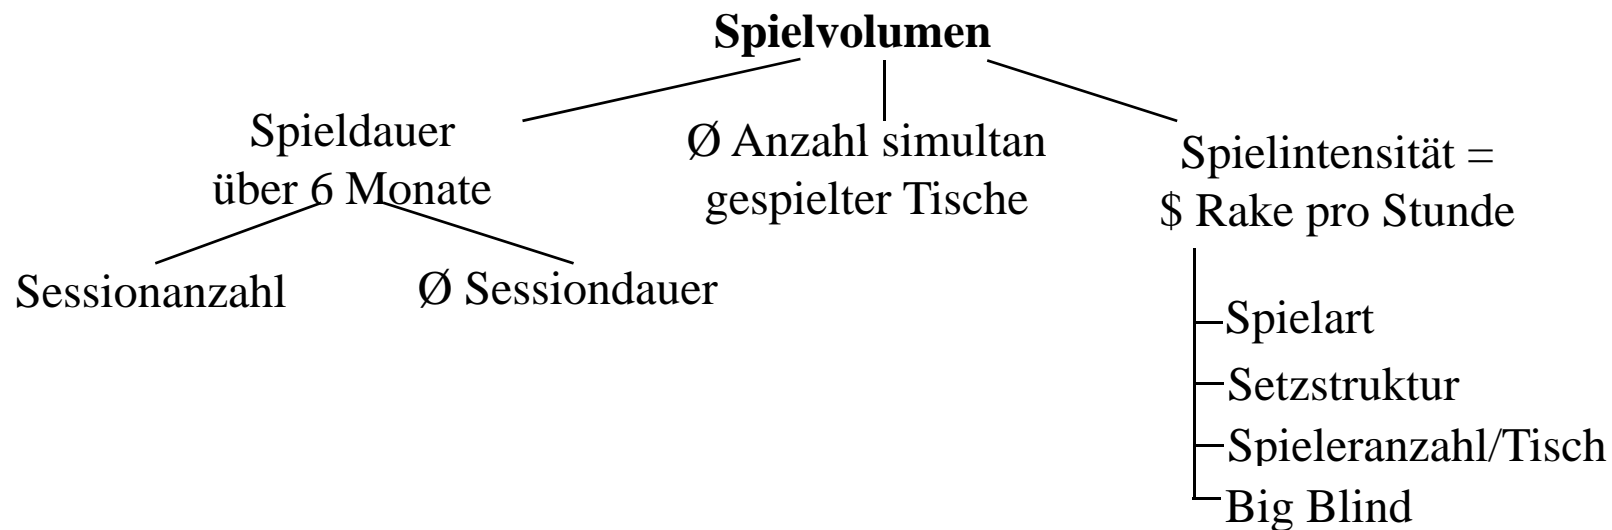 Spielvolumen
Spieldauer
über 6 Monate
Ø Anzahl simultan
gespielter Tische
Spielintensität =
$ Rake pro Stunde
Sessionanzahl
Ø Sessiondauer
Spielart
Setzstruktur
Spieleranzahl/Tisch
Big Blind